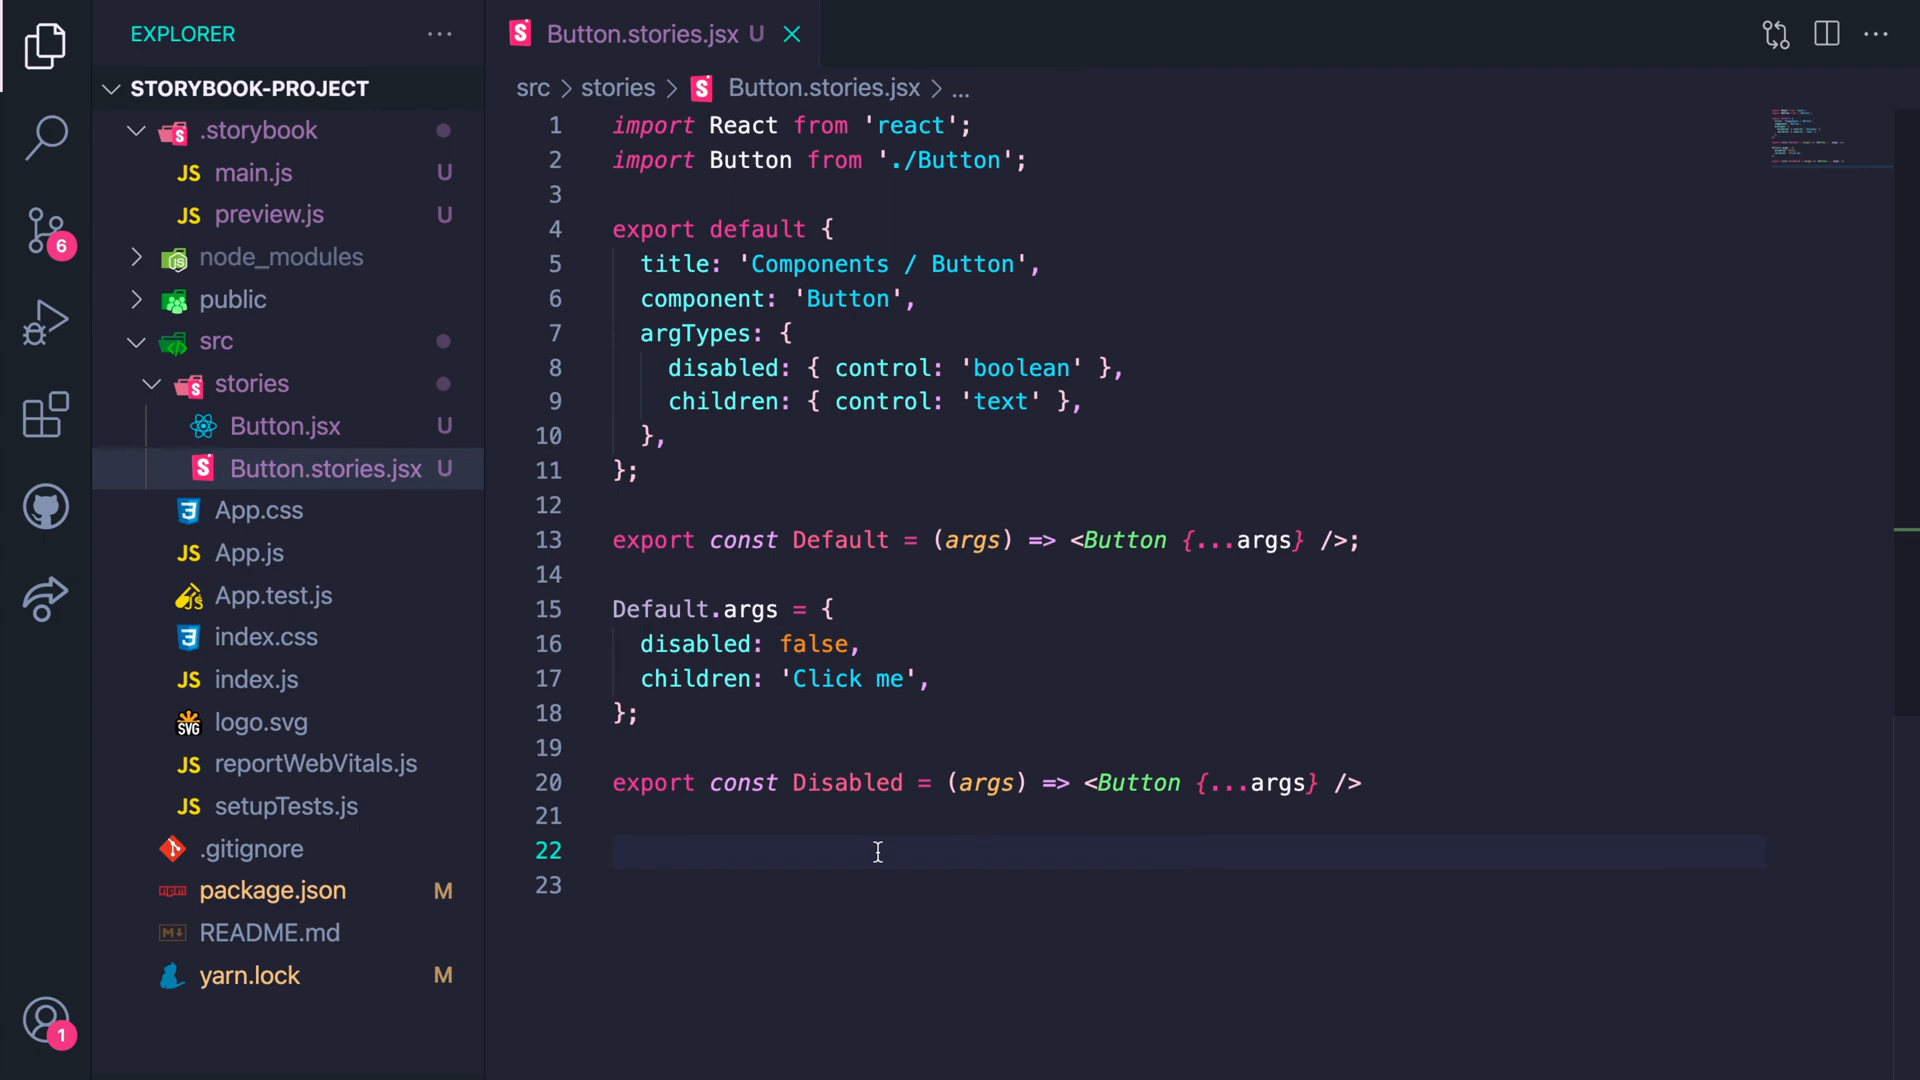 EXPLORER
STORYBOOK-PROJECT
.storybook
JS main.js U
JS preview.js U
node_modules
public
src
stories
Button.jsx U
Button.stories.jsx U
App.css
JS App.js
App.test.js
index.css
JS index.js
SVG logo.svg
JS reportWebVitals.js
JS setupTests.js
.gitignore
npm package.json M
M README.md
yarn.lock M
6
1
Button.stories.jsx U
src > stories > Button.stories.jsx > ...
1 import React from 'react';
2 import Button from './Button';
3
4 export default {
5 title: 'Components / Button',
6 component: 'Button',
7 argTypes: {
8 disabled: { control: 'boolean' },
9 children: { control: 'text' },
10 },
11 };
12
13 export const Default = (args) => <Button {...args} />;
14
15 Default.args = {
16 disabled: false,
17 children: 'Click me',
18 };
19
20 export const Disabled = (args) => <Button {...args} />
21
22
23